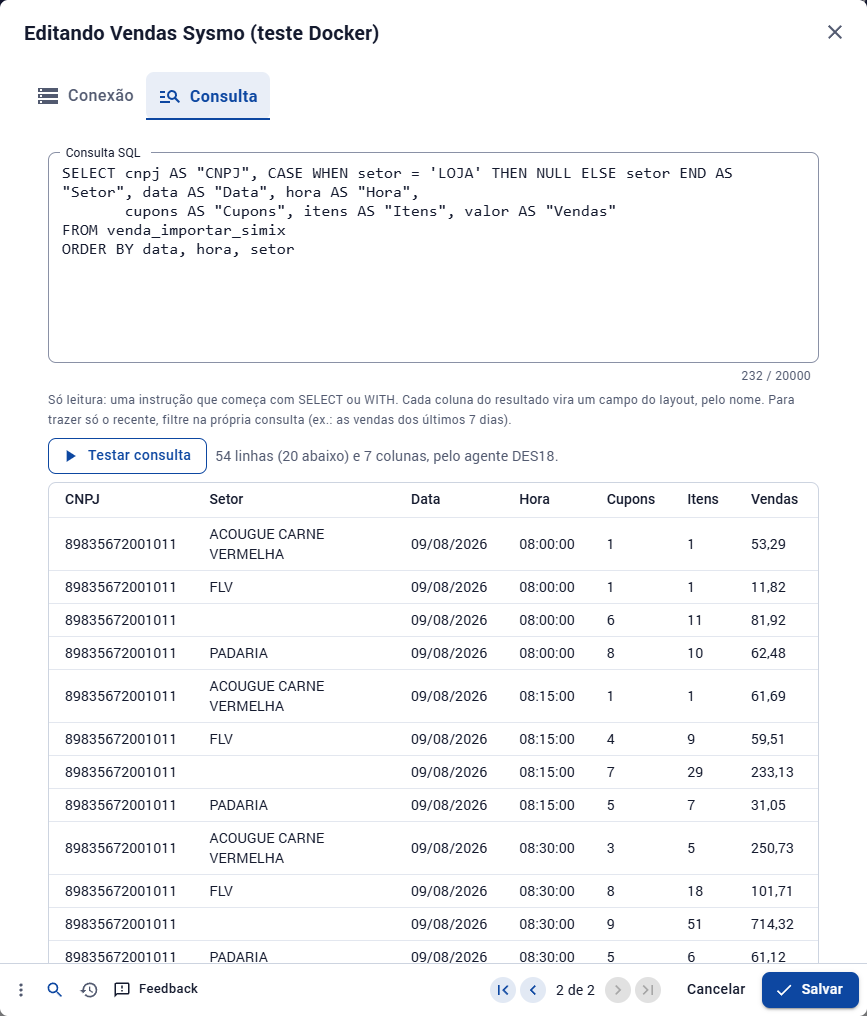 Editando Vendas Sysmo (teste Docker)
Conexão
Consulta
Consulta SQL
SELECT cnpj AS "CNPJ", CASE WHEN setor = 'LOJA' THEN NULL ELSE setor END AS
"Setor", data AS "Data", hora AS "Hora",
cupons AS "Cupons", itens AS "Itens", valor AS "Vendas"
FROM venda_importar_simix
ORDER BY data, hora, setor
232 / 20000
Só leitura: uma instrução que começa com SELECT ou WITH. Cada coluna do resultado vira um campo do layout, pelo nome. Para
trazer só o recente, filtre na própria consulta (ex.: as vendas dos últimos 7 dias).
Testar consulta 54 linhas (20 abaixo) e 7 colunas, pelo agente DES18.
CNPJ Setor Data Hora Cupons Itens Vendas
89835672001011 ACOUGUE CARNE VERMELHA 09/08/2026 08:00:00 1 1 53,29
89835672001011 FLV 09/08/2026 08:00:00 1 1 11,82
89835672001011 09/08/2026 08:00:00 6 11 81,92
89835672001011 PADARIA 09/08/2026 08:00:00 8 10 62,48
89835672001011 ACOUGUE CARNE VERMELHA 09/08/2026 08:15:00 1 1 61,69
89835672001011 FLV 09/08/2026 08:15:00 4 9 59,51
89835672001011 09/08/2026 08:15:00 7 29 233,13
89835672001011 PADARIA 09/08/2026 08:15:00 5 7 31,05
89835672001011 ACOUGUE CARNE VERMELHA 09/08/2026 08:30:00 3 5 250,73
89835672001011 FLV 09/08/2026 08:30:00 8 18 101,71
89835672001011 09/08/2026 08:30:00 9 51 714,32
89835672001011 PADARIA 09/08/2026 08:30:00 5 6 61,12
Feedback
2 de 2
Cancelar
Salvar